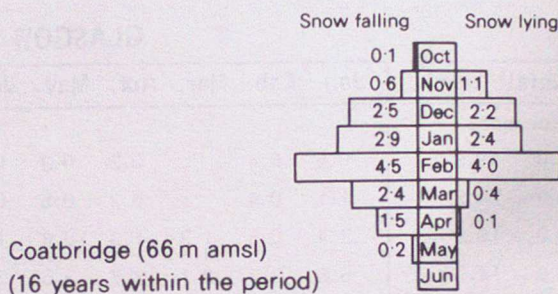 GLASGOW
Snow falling Snow lying
0·1 Oct
0·6 Nov 1·1
2·5 Dec 2·2
2·9 Jan 2·4
4·5 Feb 4·0
2·4 Mar 0·4
1·5 Apr 0·1
0·2 May
Jun
Coatbridge (66 m amsl)
(16 years within the period)